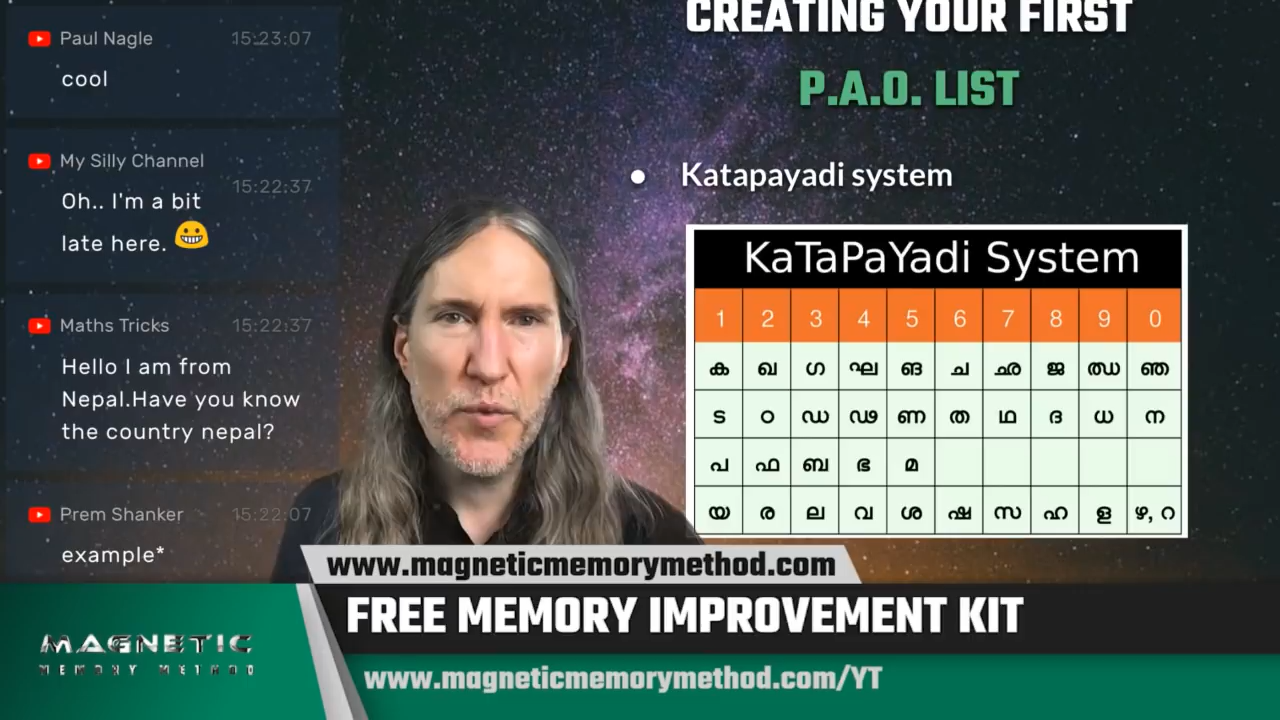 Paul Nagle 15:23:07
cool
My Silly Channel 15:22:37
Oh.. I'm a bit
late here. 😀
Maths Tricks 15:22:37
Hello I am from
Nepal.Have you know
the country nepal?
Prem Shanker 15:22:07
example*
CREATING YOUR FIRST
P.A.O. LIST
● Katapayadi system
KaTaPaYadi System
1 2 3 4 5 6 7 8 9 0
ക ഖ ഗ ഘ ങ ച ഛ ജ ഝ ഞ
ട ഠ ഡ ഢ ണ ത ഥ ദ ധ ന
പ ഫ ബ ഭ മ
യ ര ല വ ശ ഷ സ ഹ ള ഴ, റ
www.magneticmemorymethod.com
FREE MEMORY IMPROVEMENT KIT
www.magneticmemorymethod.com/YT
MAGNETIC
MEMORY METHOD